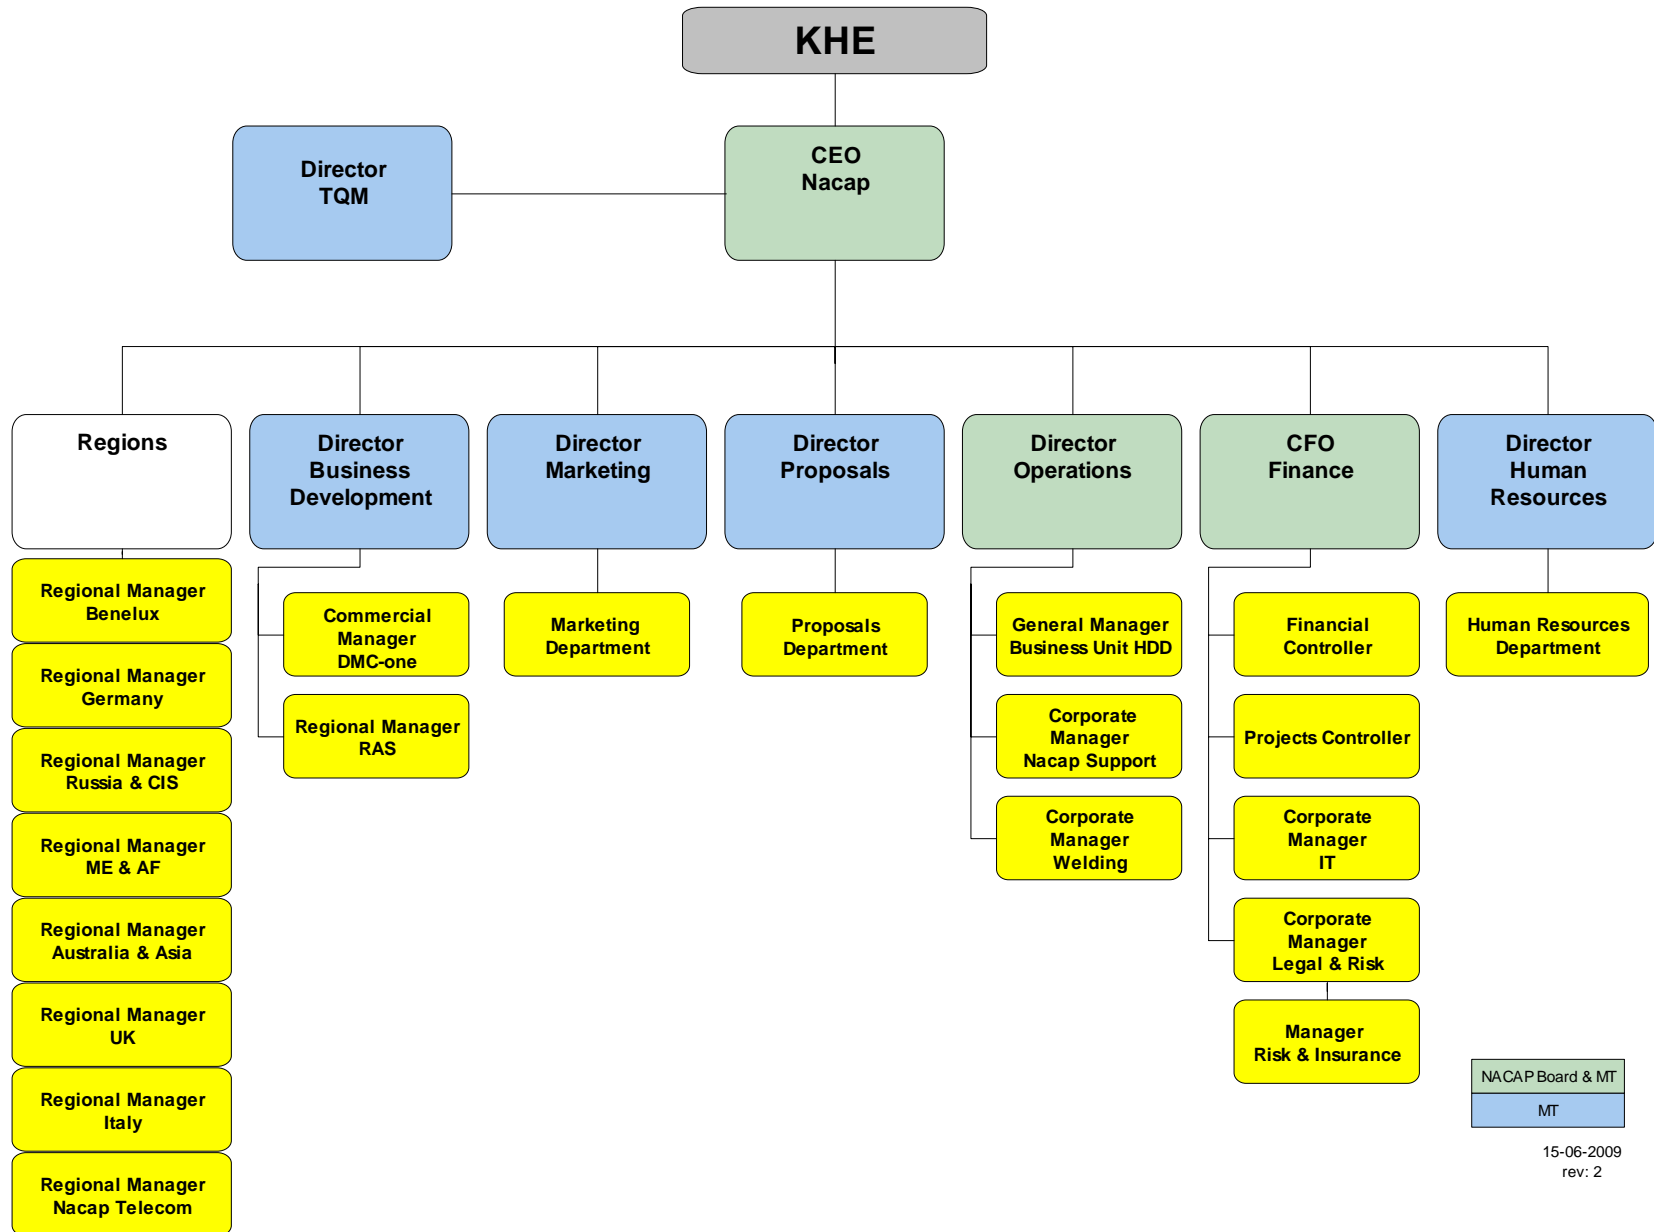 KHE
Director
TQM
CEO
Nacap
Regions
Director
Business
Development
Director
Marketing
Director
Proposals
Director
Operations
CFO
Finance
Director
Human
Resources
Regional Manager
Benelux
Regional Manager
Germany
Regional Manager
Russia & CIS
Regional Manager
ME & AF
Regional Manager
Australia & Asia
Regional Manager
UK
Regional Manager
Italy
Regional Manager
Nacap Telecom
Commercial
Manager
DMC-one
Regional Manager
RAS
Marketing
Department
Proposals
Department
General Manager
Business Unit HDD
Corporate
Manager
Nacap Support
Corporate
Manager
Welding
Financial
Controller
Projects Controller
Corporate
Manager
IT
Corporate
Manager
Legal & Risk
Manager
Risk & Insurance
Human Resources
Department
NACAP Board & MT
MT
15-06-2009
rev: 2